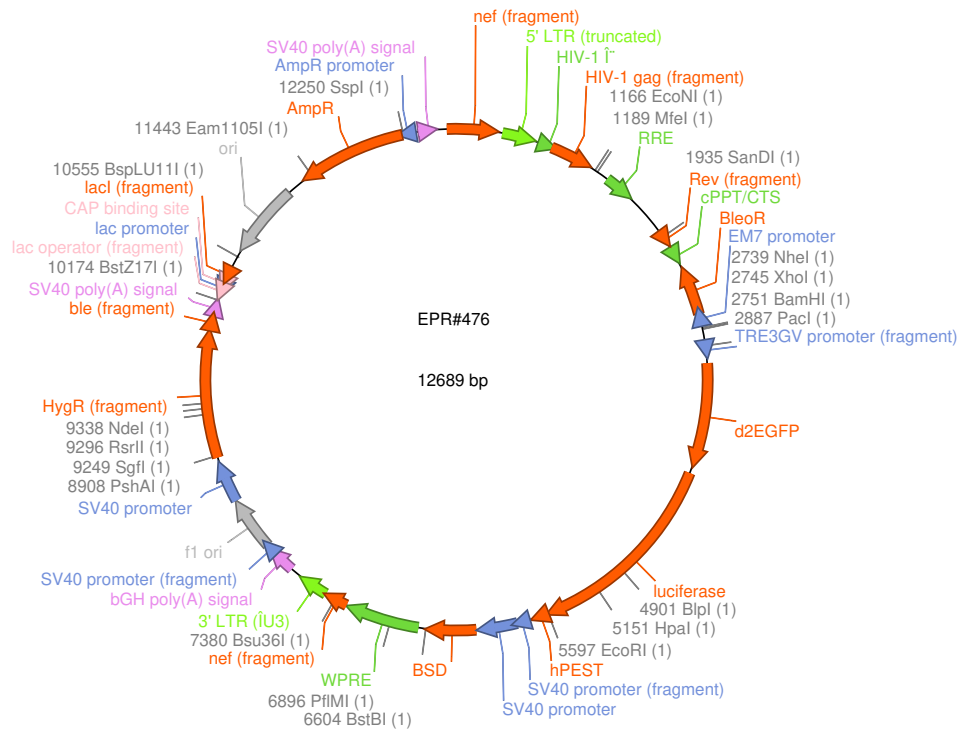 nef (fragment)
5' LTR (truncated)
SV40 poly(A) signal
HIV-1 Î¨
AmpR promoter
HIV-1 gag (fragment)
12250 SspI (1)
1166 EcoNI (1)
AmpR
1189 MfeI (1)
11443 Eam1105I (1)
RRE
ori
1935 SanDI (1)
10555 BspLU11I (1)
Rev (fragment)
lacI (fragment)
cPPT/CTS
CAP binding site
BleoR
lac promoter
EM7 promoter
lac operator (fragment)
2739 NheI (1)
10174 BstZ17I (1)
2745 XhoI (1)
SV40 poly(A) signal
2751 BamHI (1)
ble (fragment)
2887 PacI (1)
EPR#476
TRE3GV promoter (fragment)
12689 bp
HygR (fragment)
d2EGFP
9338 NdeI (1)
9296 RsrII (1)
9249 SgfI (1)
8908 PshAI (1)
SV40 promoter
f1 ori
SV40 promoter (fragment)
luciferase
bGH poly(A) signal
4901 BlpI (1)
3' LTR (ÎU3)
5151 HpaI (1)
7380 Bsu36I (1)
5597 EcoRI (1)
nef (fragment)
BSD
hPEST
WPRE
SV40 promoter (fragment)
6896 PflMI (1)
SV40 promoter
6604 BstBI (1)